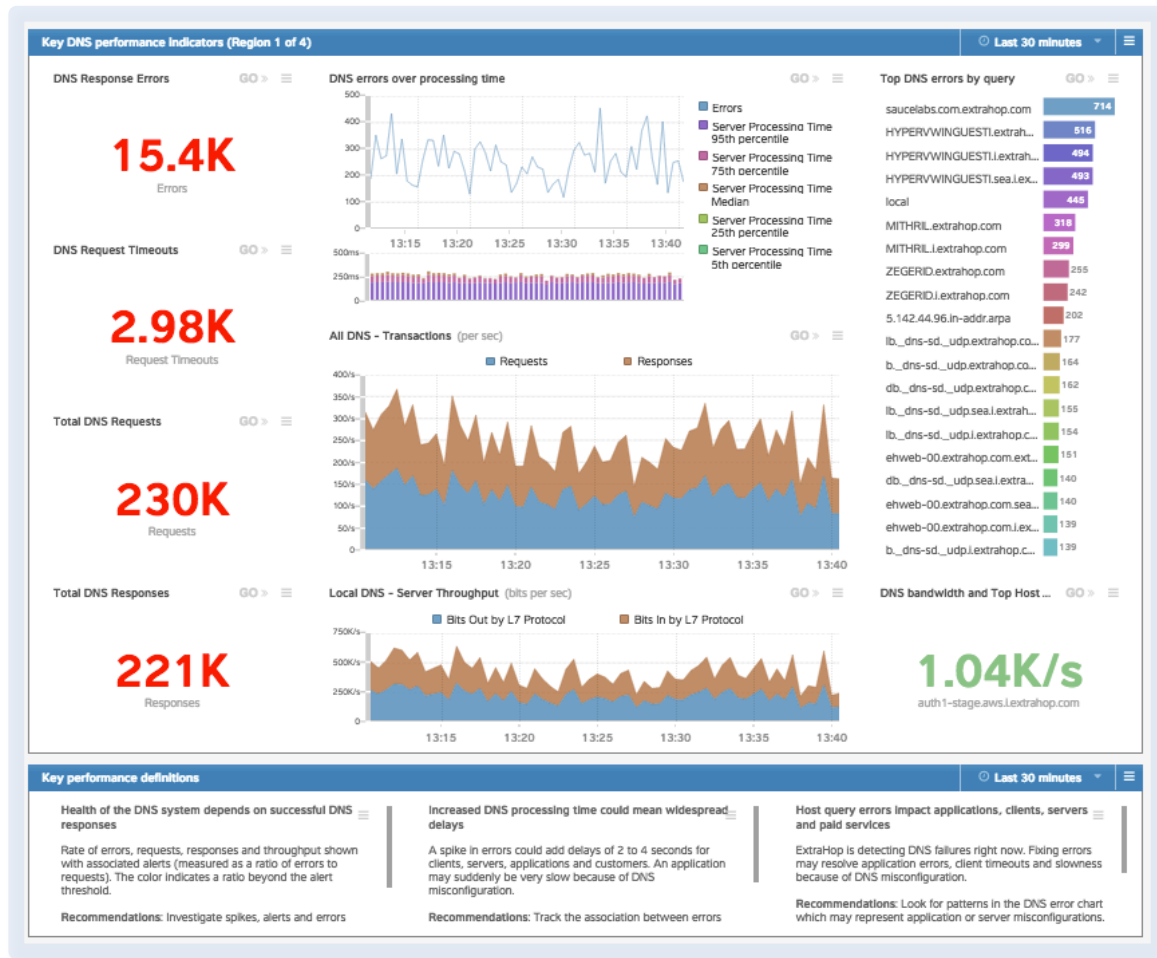 Key DNS performance indicators (Region 1 of 4)
Last 30 minutes
DNS Response Errors
GO »
15.4K
Errors
DNS Request Timeouts
GO »
2.98K
Request Timeouts
Total DNS Requests
GO »
230K
Requests
Total DNS Responses
GO »
221K
Responses
DNS errors over processing time
GO »
500
400
300
200
100
0
13:15 13:20 13:25 13:30 13:35 13:40
500ms
250ms
0
Errors
Server Processing Time
95th percentile
Server Processing Time
75th percentile
Server Processing Time
Median
Server Processing Time
25th percentile
Server Processing Time
5th percentile
All DNS - Transactions (per sec)
GO »
Requests Responses
400/s
350/s
300/s
250/s
200/s
150/s
100/s
50/s
0
13:15 13:20 13:25 13:30 13:35 13:40
Local DNS - Server Throughput (bits per sec)
GO »
Bits Out by L7 Protocol Bits In by L7 Protocol
750K/s
500K/s
250K/s
0
13:15 13:20 13:25 13:30 13:35 13:40
Top DNS errors by query
GO »
saucelabs.com.extrahop.com 714
HYPERVWINGUESTI.extrah... 516
HYPERVWINGUESTI.i.extrah... 494
HYPERVWINGUESTI.sea.i.ex... 493
local 445
MITHRIL.extrahop.com 318
MITHRIL.i.extrahop.com 299
ZEGERID.extrahop.com 255
ZEGERID.i.extrahop.com 242
5.142.44.96.in-addr.arpa 202
lb._dns-sd._udp.extrahop.co... 177
b._dns-sd._udp.extrahop.co... 164
db._dns-sd._udp.extrahop.c... 162
lb._dns-sd._udp.sea.i.extrah... 155
lb._dns-sd._udp.i.extrahop.c... 154
ehweb-00.extrahop.com.ext... 151
db._dns-sd._udp.sea.i.extra... 140
ehweb-00.extrahop.com.sea... 140
ehweb-00.extrahop.com.i.ex... 139
b._dns-sd._udp.i.extrahop.c... 139
DNS bandwidth and Top Host ...
GO »
1.04K/s
auth1-stage.aws.i.extrahop.com
Key performance definitions
Last 30 minutes
Health of the DNS system depends on successful DNS
responses
Rate of errors, requests, responses and throughput shown
with associated alerts (measured as a ratio of errors to
requests). The color indicates a ratio beyond the alert
threshold.
Recommendations: Investigate spikes, alerts and errors
Increased DNS processing time could mean widespread
delays
A spike in errors could add delays of 2 to 4 seconds for
clients, servers, applications and customers. An application
may suddenly be very slow because of DNS
misconfiguration.
Recommendations: Track the association between errors
Host query errors impact applications, clients, servers
and paid services
ExtraHop is detecting DNS failures right now. Fixing errors
may resolve application errors, client timeouts and slowness
because of DNS misconfiguration.
Recommendations: Look for patterns in the DNS error chart
which may represent application or server misconfigurations.